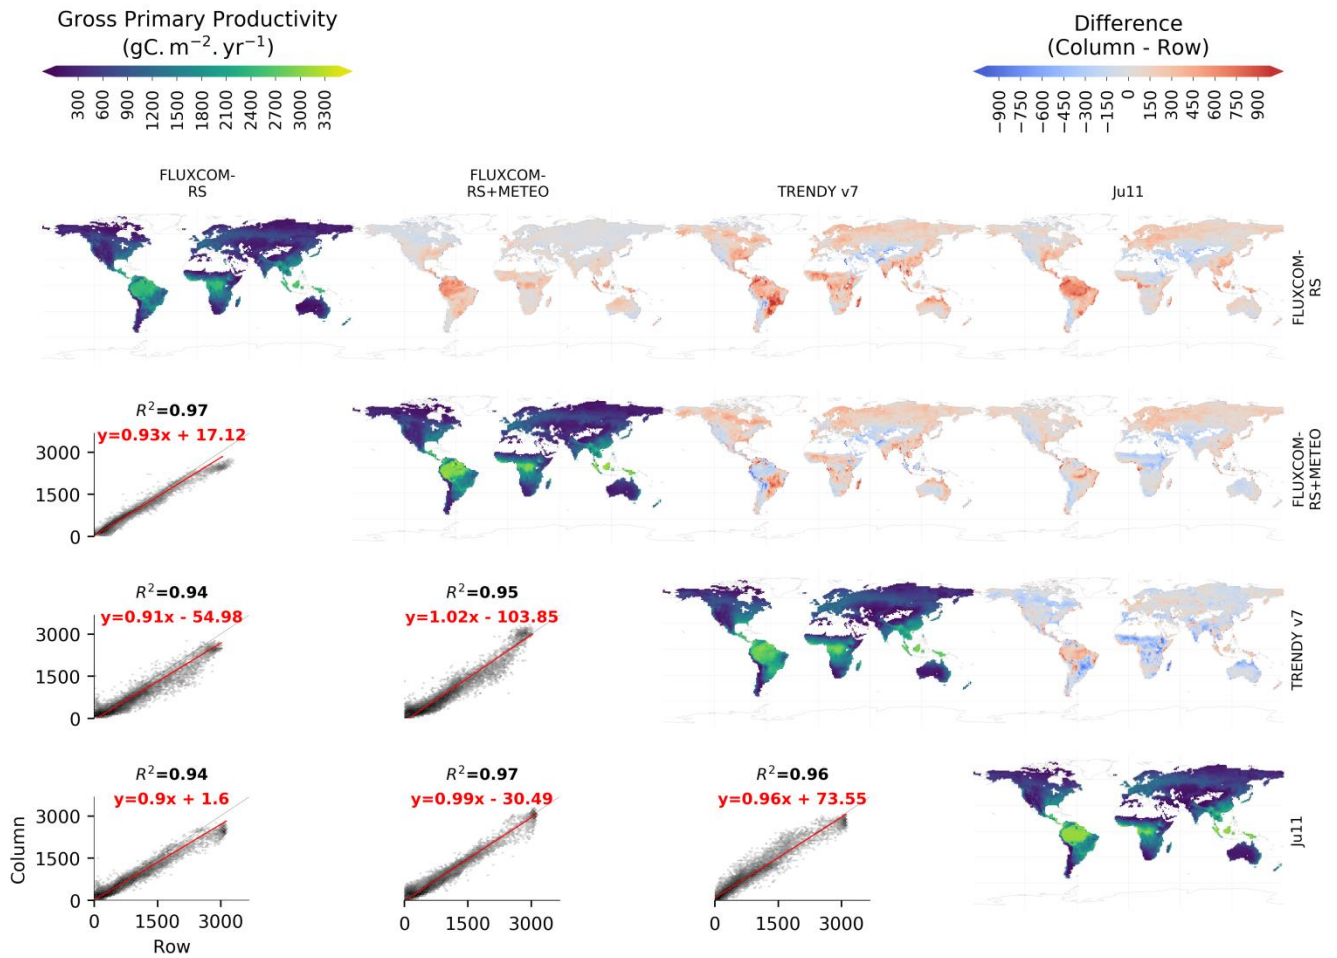 Gross Primary Productivity
(gC.m⁻².yr⁻¹)
300 600 900 1200 1500 1800 2100 2400 2700 3000 3300
Difference
(Column - Row)
−900 −750 −600 −450 −300 −150 0 150 300 450 600 750 900
FLUXCOM-
RS
FLUXCOM-
RS+METEO
TRENDY v7
Ju11
FLUXCOM-
RS
R²=0.97
y=0.93x + 17.12
3000
1500
0
FLUXCOM-
RS+METEO
R²=0.94
y=0.91x - 54.98
3000
1500
0
R²=0.95
y=1.02x - 103.85
3000
1500
0
TRENDY v7
R²=0.94
y=0.9x + 1.6
3000
1500
0
Column
0 1500 3000
Row
R²=0.97
y=0.99x - 30.49
0 1500 3000
R²=0.96
y=0.96x + 73.55
0 1500 3000
Ju11